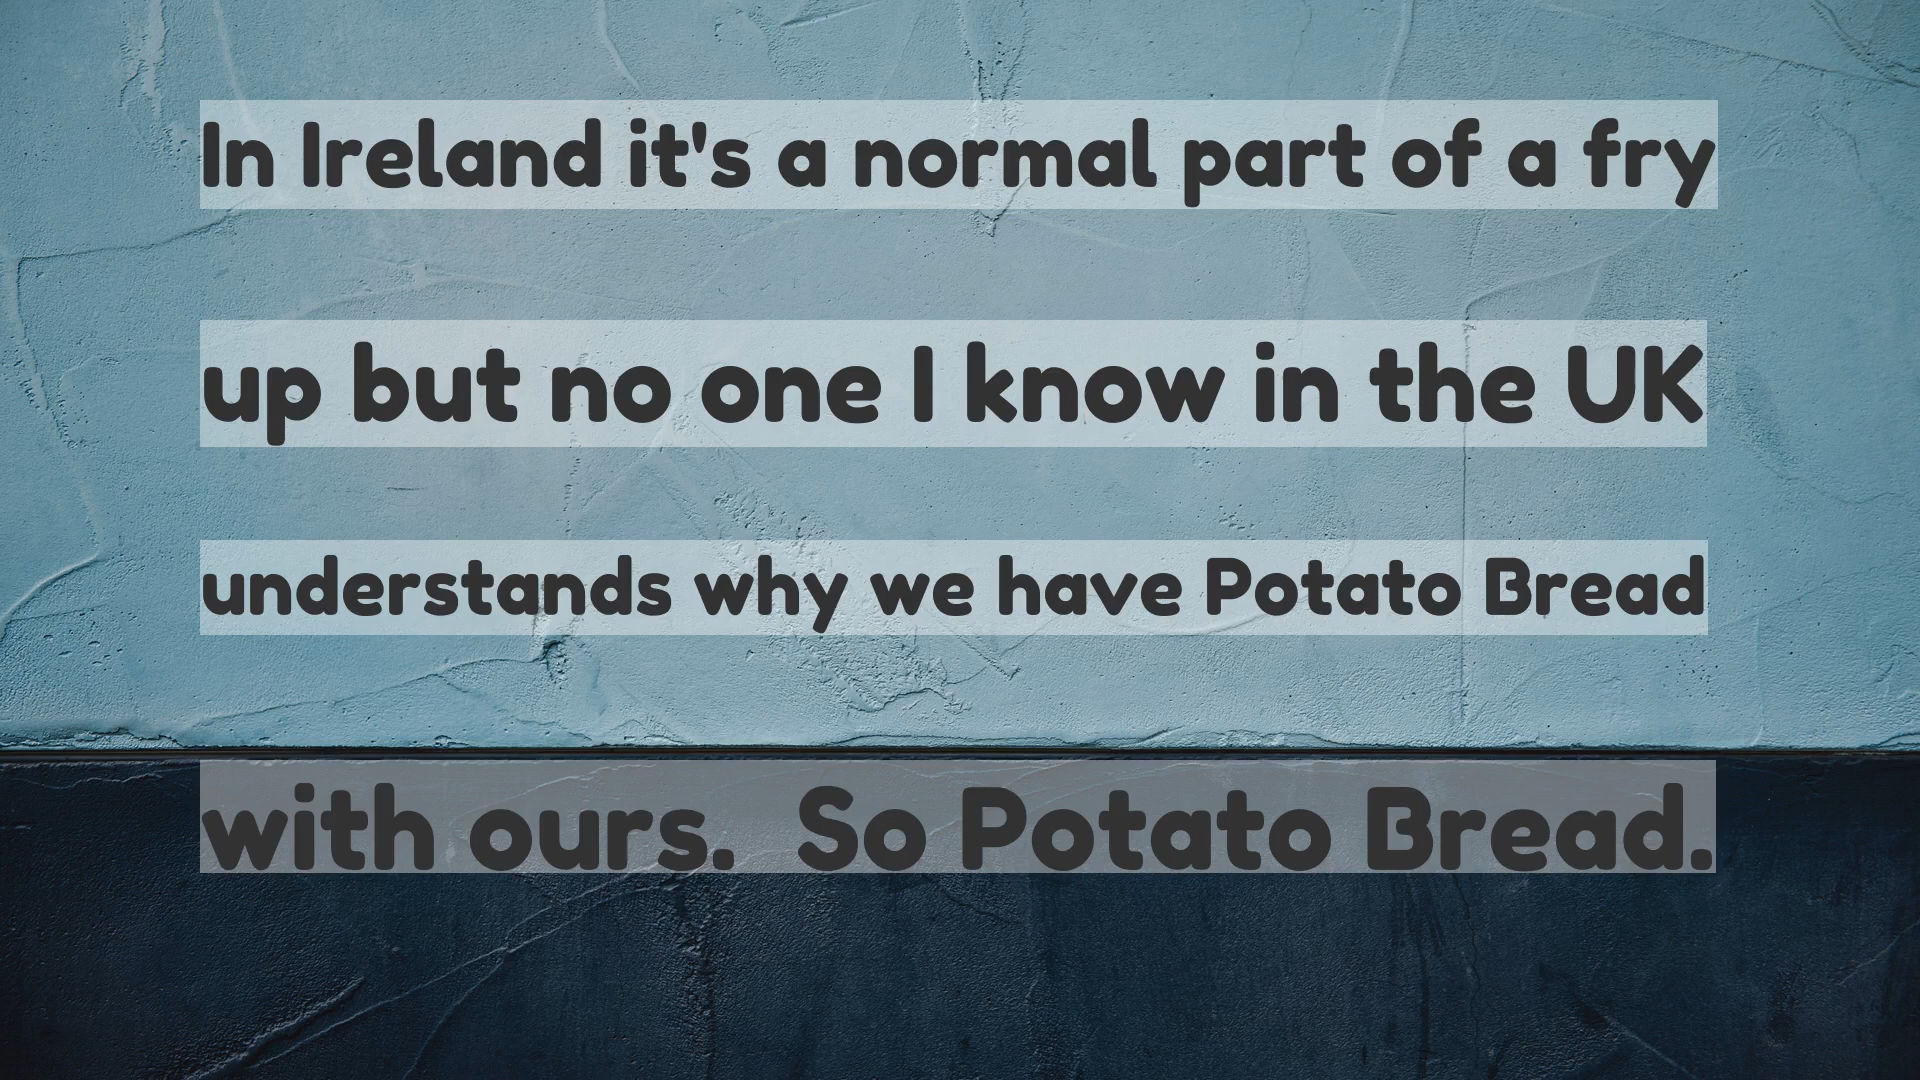 In Ireland it's a normal part of a fry
up but no one I know in the UK
understands why we have Potato Bread
with ours.  So Potato Bread.